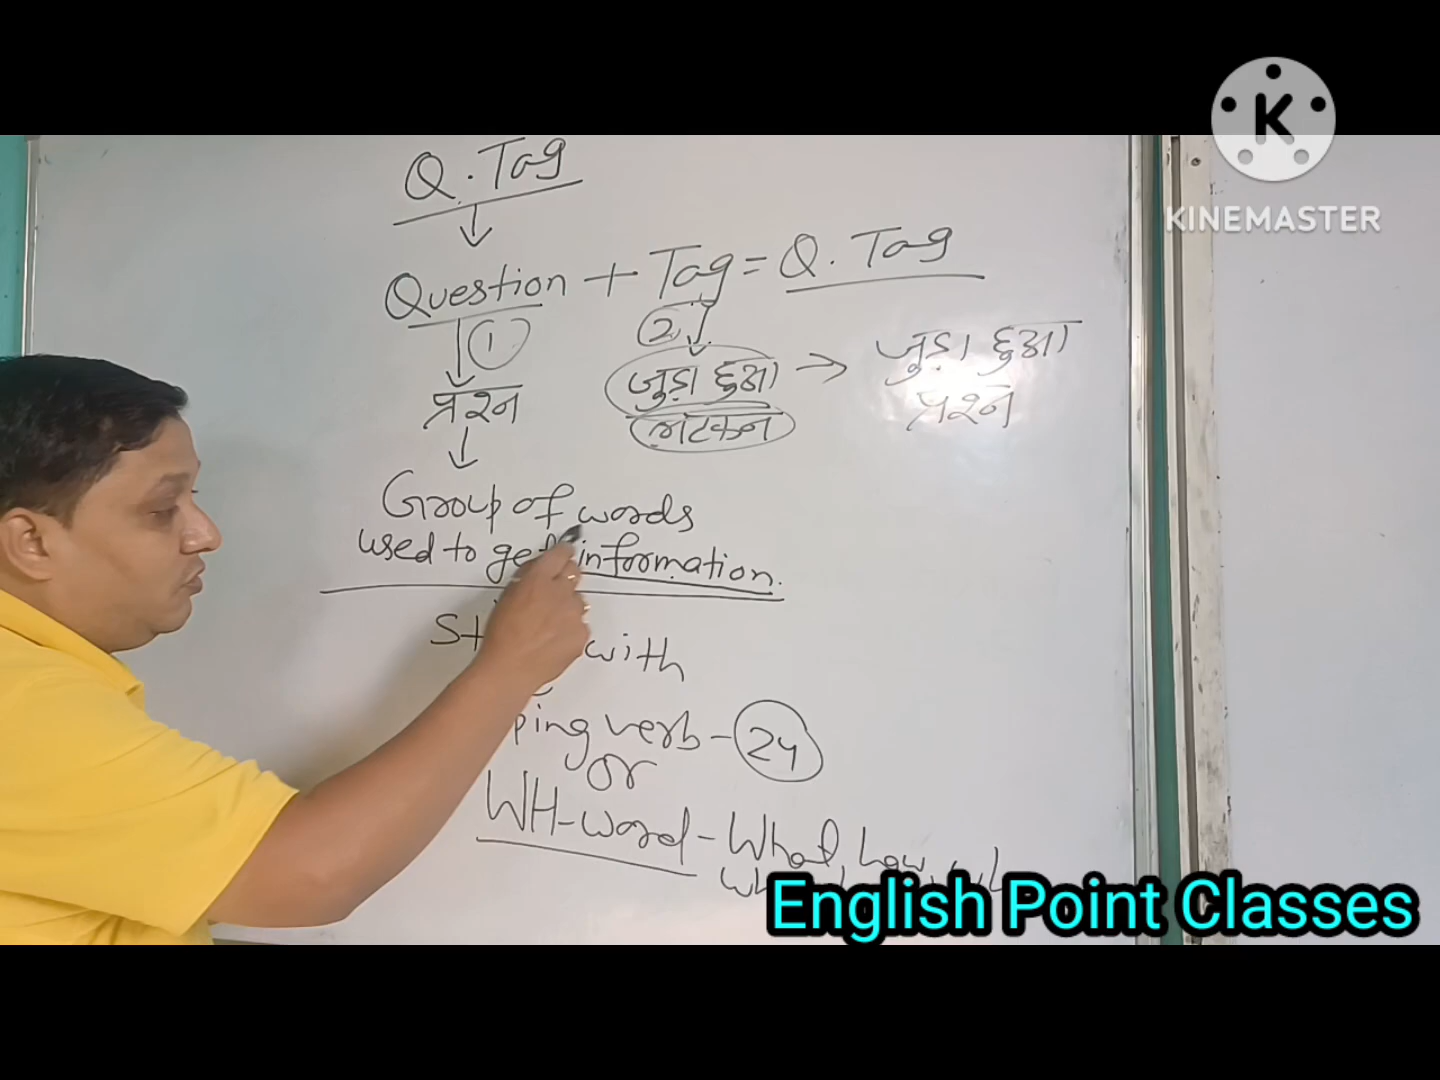 Q. Tag
Question + Tag = Q. Tag
1
2
प्रश्न
जुड़ा हुआ → जुड़ा हुआ
लटकन
प्रश्न
Group of words
used to get information.
with
verb - 24
or
WH-word - What, how,
English Point Classes
KINEMASTER